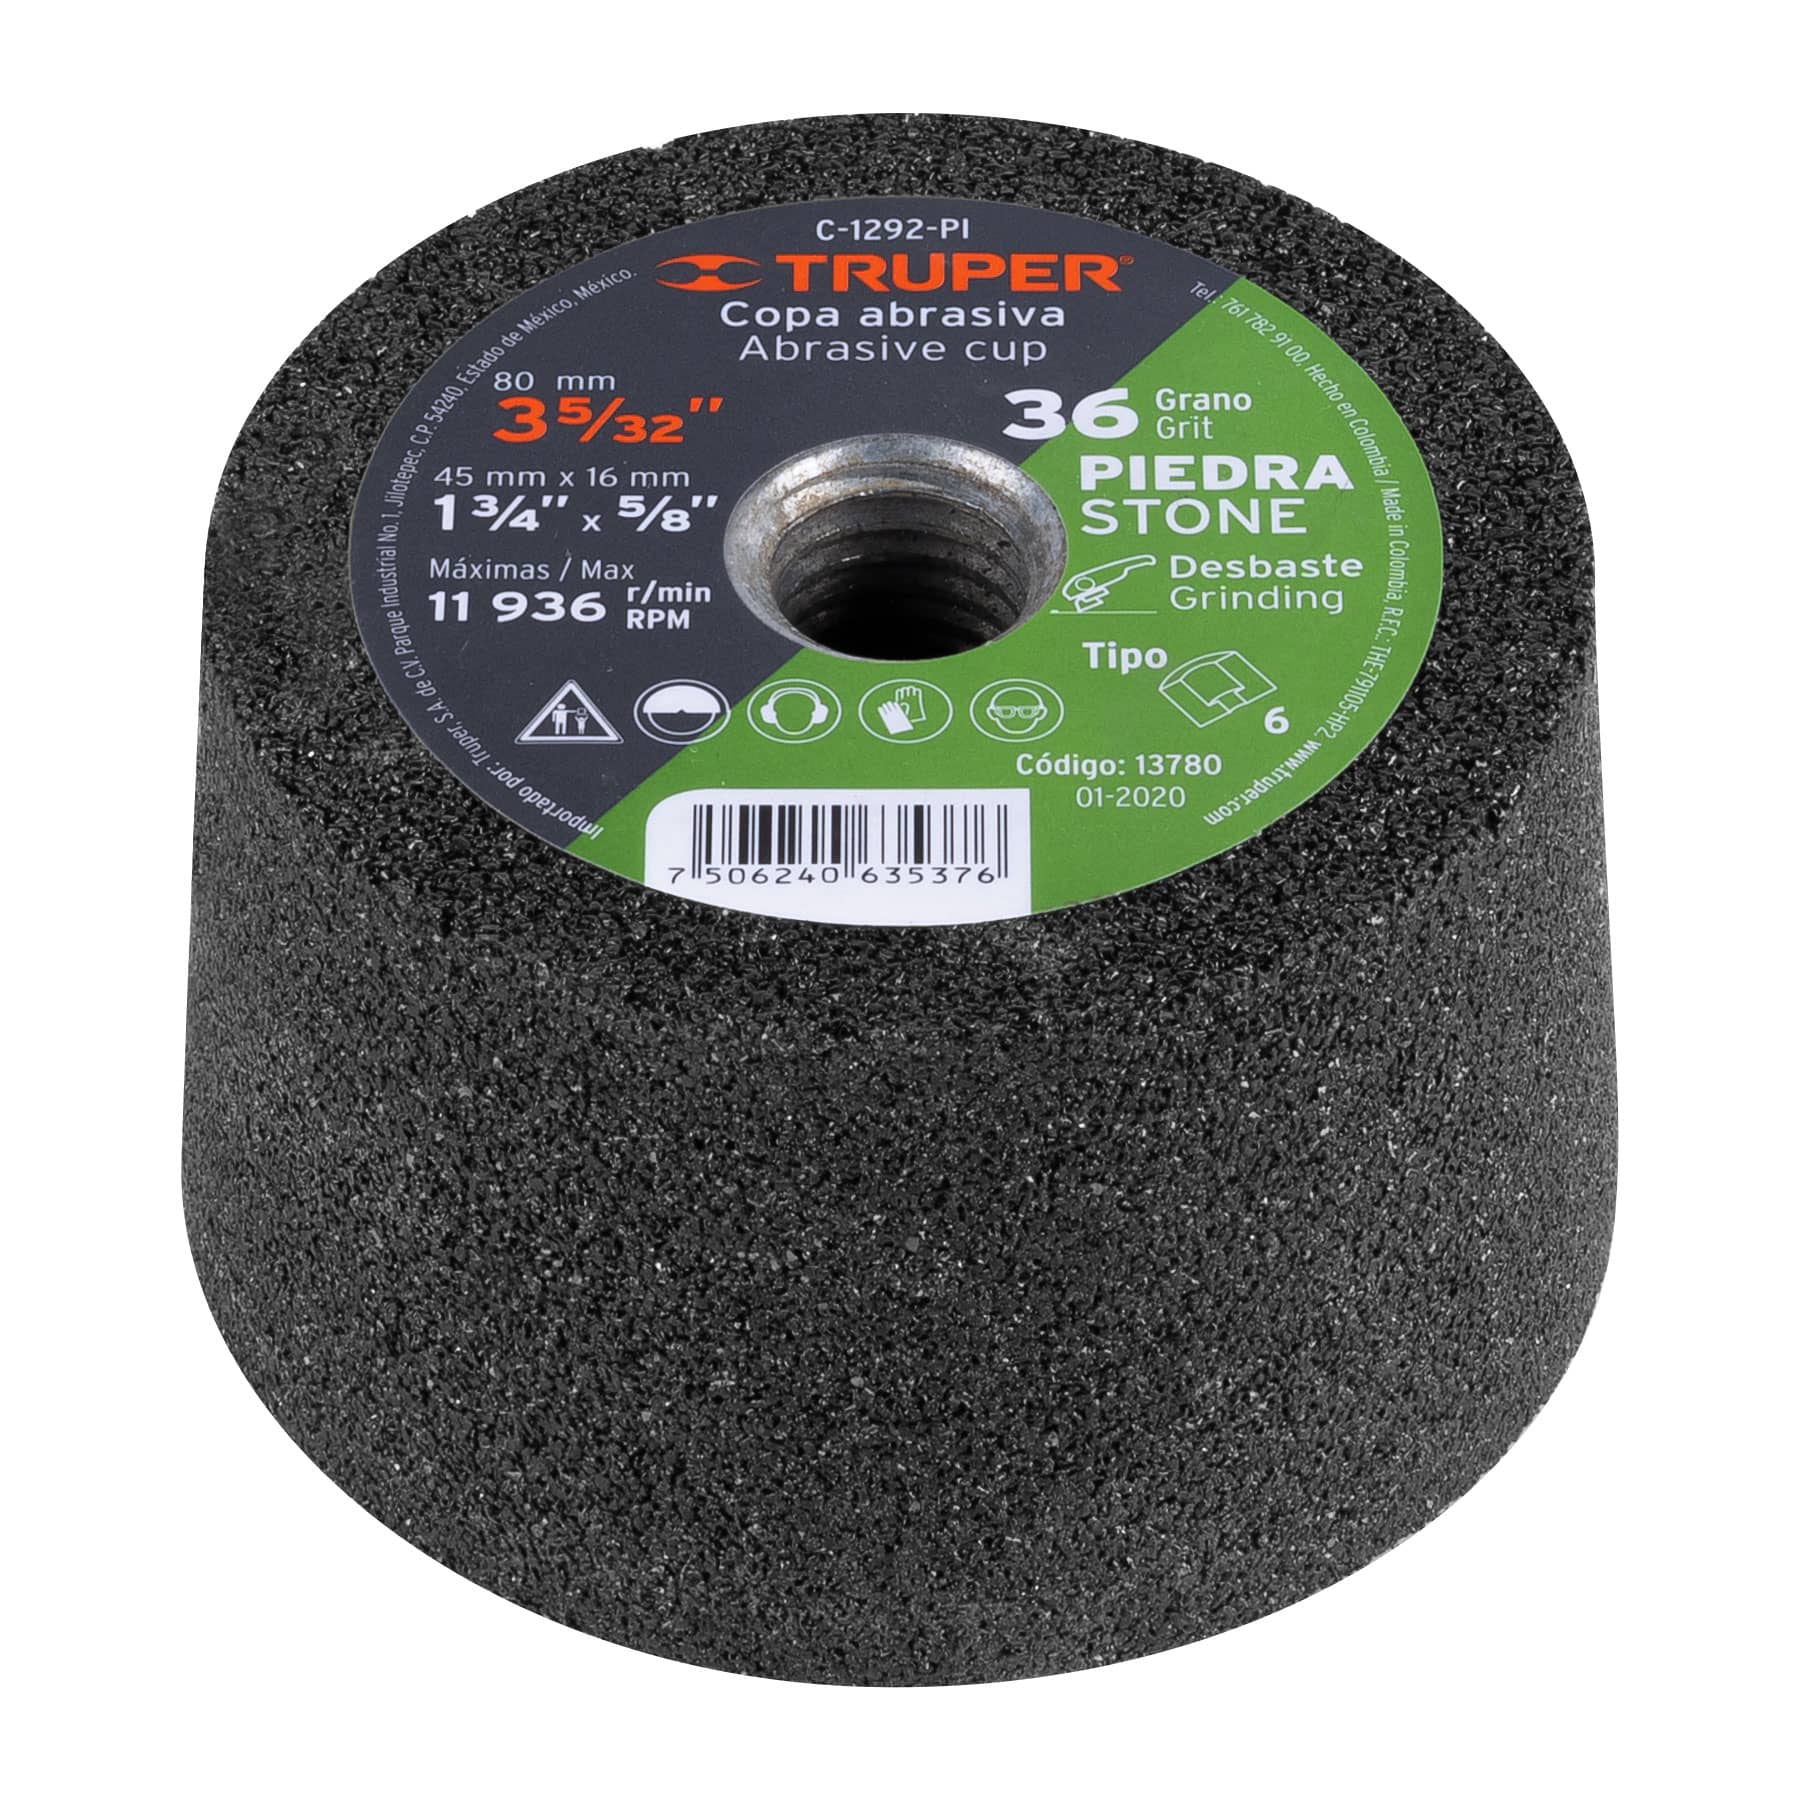 C-1292-PI
TRUPER®
Copa abrasiva
Abrasive cup
80 mm
3 5/32"
45 mm x 16 mm
1 3/4" x 5/8"
Máximas / Max
11 936 r/min
RPM
36 Grano
Grit
PIEDRA
STONE
Desbaste
Grinding
Tipo
6
Código: 13780
01-2020
7 506240 635376
Importado por: Truper, S.A. de C.V. Parque Industrial No. 1, Jilotepec, C.P. 54240, Estado de México, México.
Tel.: 761 782 91 00, Hecho en Colombia / Made in Colombia R.F.C.: THE-791105-HP2. www.truper.com